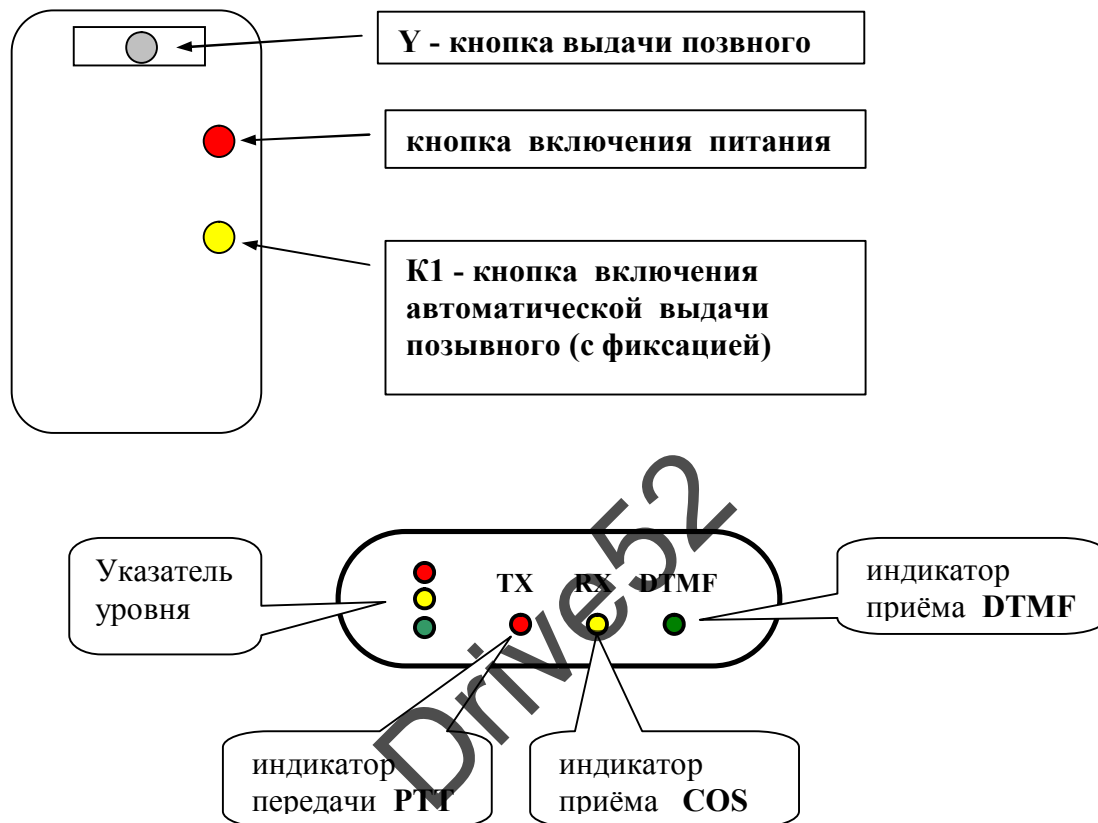 Y - кнопка выдачи позвного
кнопка включения питания
К1 - кнопка включения
автоматической выдачи
позывного (с фиксацией)
Указатель
уровня
TX RX DTMF
индикатор
приёма DTMF
индикатор
передачи PTT
индикатор
приёма COS
Drive52